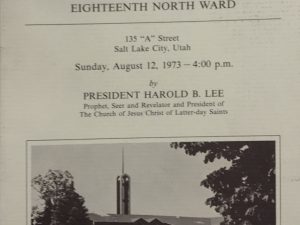 EIGHTEENTH NORTH WARD
135 "A" Street
Salt Lake City, Utah
Sunday, August 12, 1973 — 4:00 p.m.
by
PRESIDENT HAROLD B. LEE
Prophet, Seer and Revelator and President of
The Church of Jesus Christ of Latter-day Saints